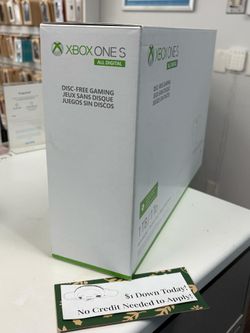 XBOX ONE S
ALL DIGITAL
DISC-FREE GAMING
JEUX SANS DISQUE
JUEGOS SIN DISCOS
XBOX ONE S
1TB
$1 Down Today!
No Credit Needed to Apply!